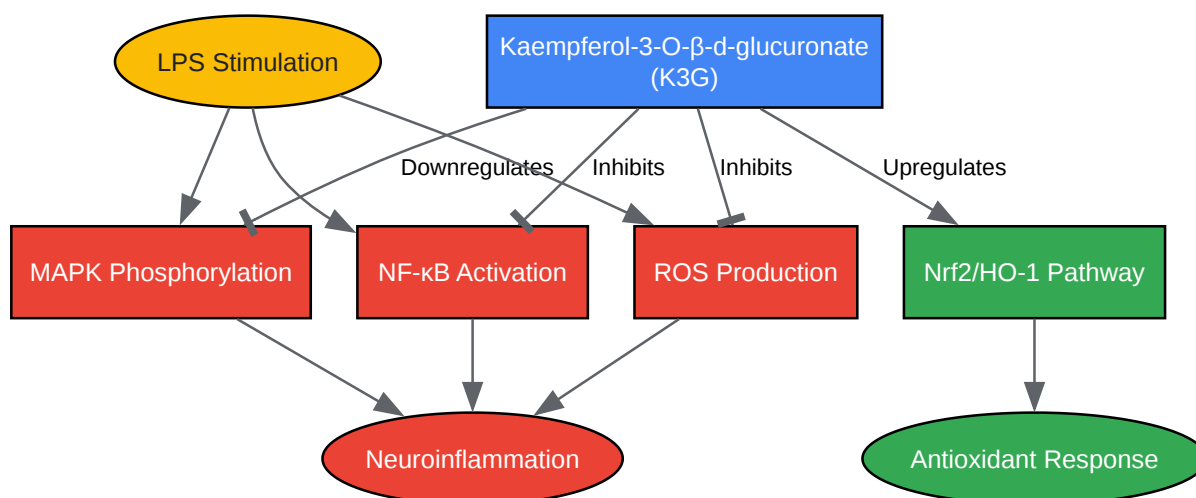 LPS Stimulation
Kaempferol-3-O-β-d-glucuronate
(K3G)
Downregulates
Inhibits
Inhibits
Upregulates
MAPK Phosphorylation
NF-κB Activation
ROS Production
Nrf2/HO-1 Pathway
Neuroinflammation
Antioxidant Response